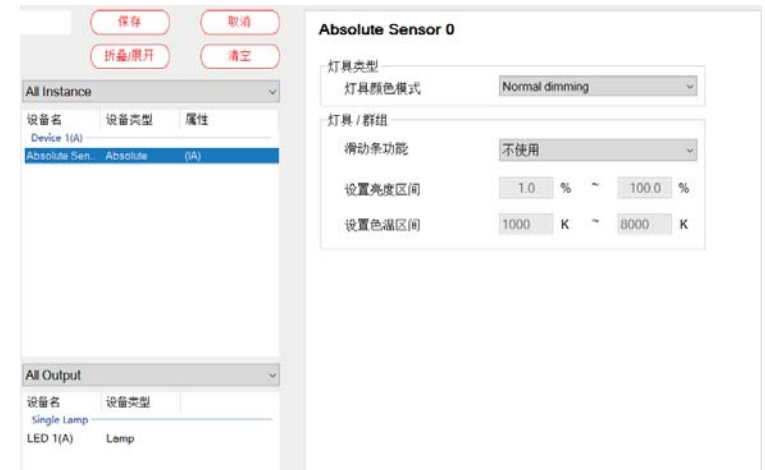 保存
取消
折叠/展开
清空
All Instance
设备名 设备类型 属性
Device 1(A)
Absolute Sen... Absolute (IA)
All Output
设备名 设备类型
Single Lamp
LED 1(A) Lamp
Absolute Sensor 0
灯具类型
灯具颜色模式 Normal dimming
灯具 / 群组
滑动条功能 不使用
设置亮度区间 1.0 % ~ 100.0 %
设置色温区间 1000 K ~ 8000 K